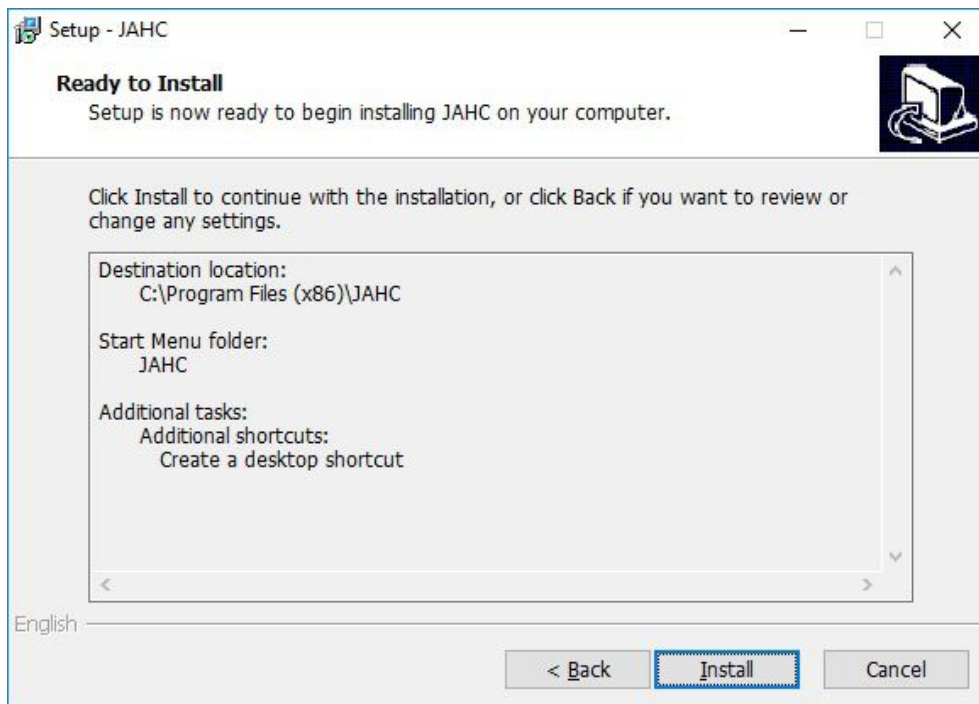 Setup - JAHC
Ready to Install
Setup is now ready to begin installing JAHC on your computer.
Click Install to continue with the installation, or click Back if you want to review or
change any settings.
Destination location:
C:\Program Files (x86)\JAHC
Start Menu folder:
JAHC
Additional tasks:
Additional shortcuts:
Create a desktop shortcut
English
< Back
Install
Cancel